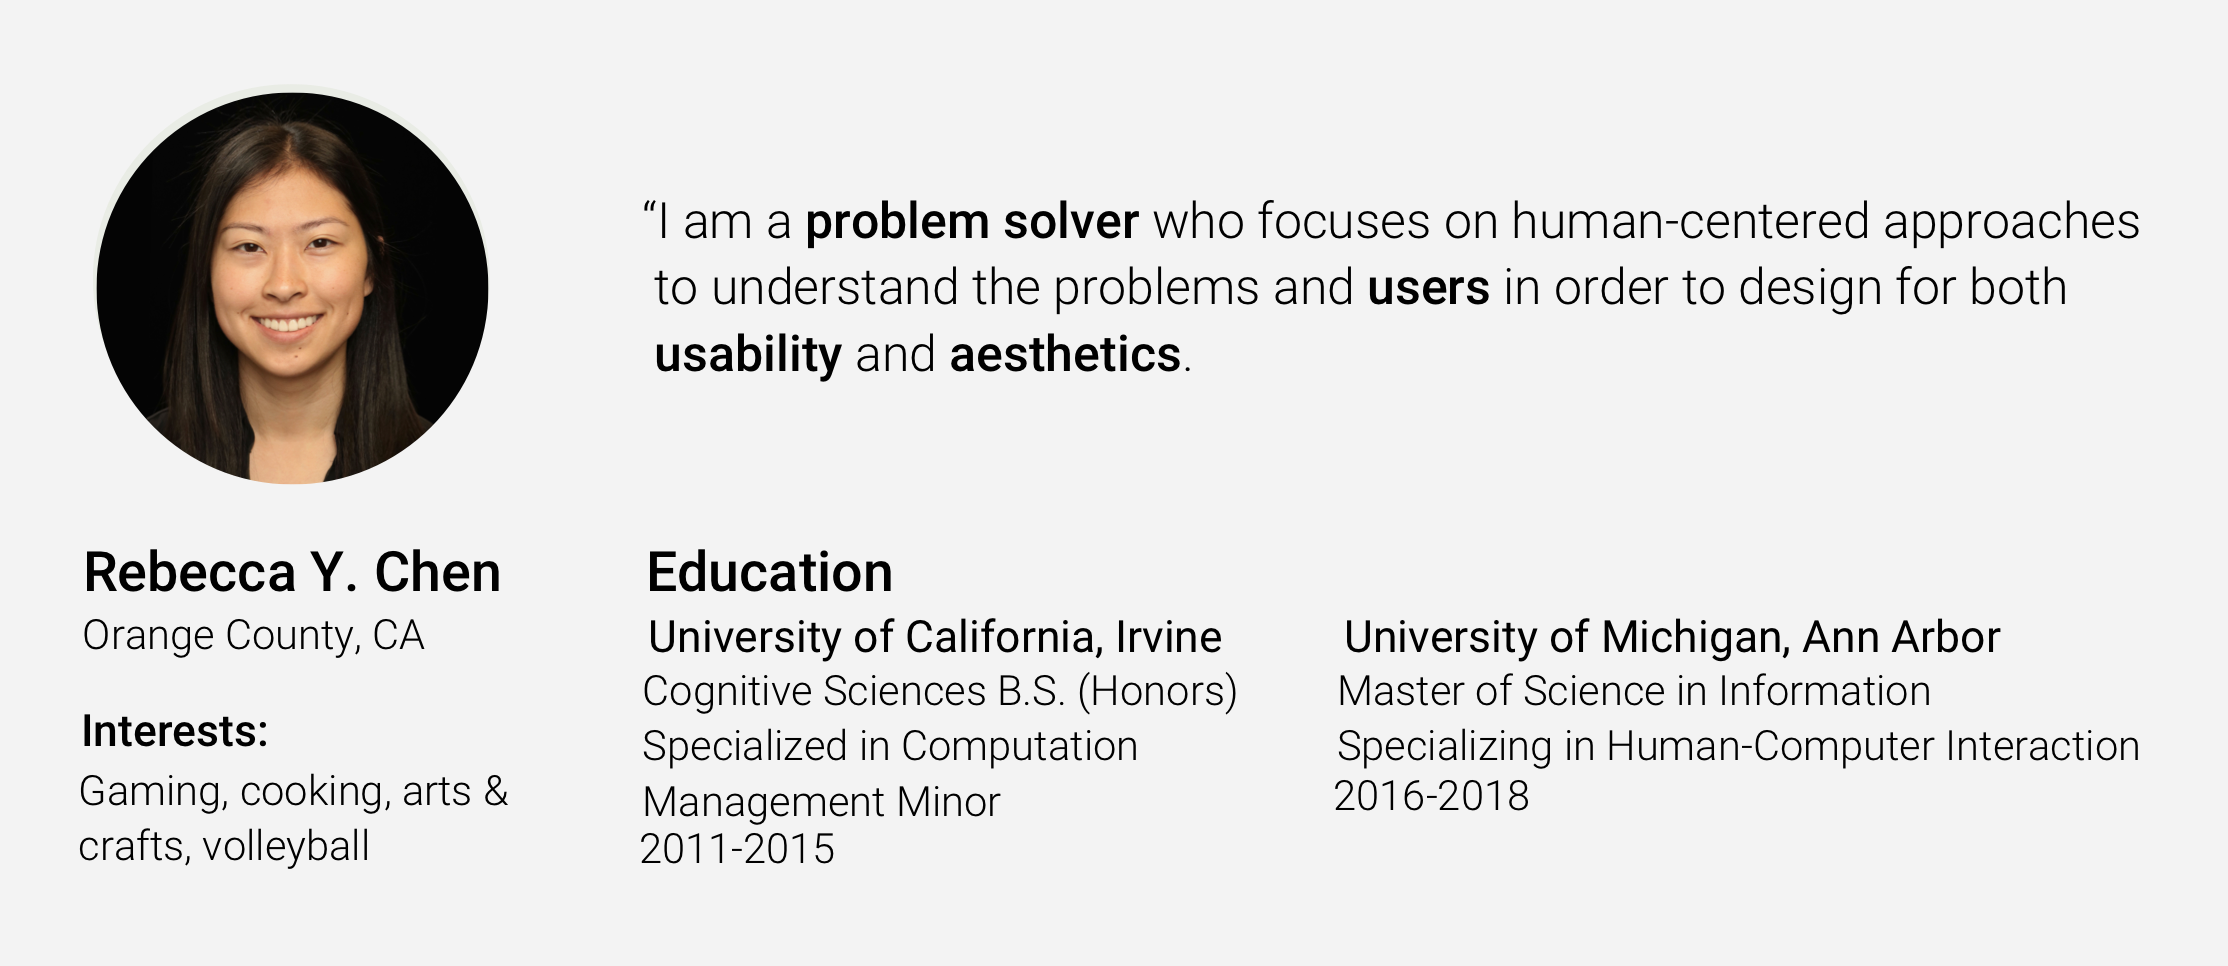 “I am a problem solver who focuses on human-centered approaches
to understand the problems and users in order to design for both
usability and aesthetics.
Rebecca Y. Chen
Orange County, CA
Interests:
Gaming, cooking, arts &
crafts, volleyball
Education
University of California, Irvine
Cognitive Sciences B.S. (Honors)
Specialized in Computation
Management Minor
2011-2015
University of Michigan, Ann Arbor
Master of Science in Information
Specializing in Human-Computer Interaction
2016-2018